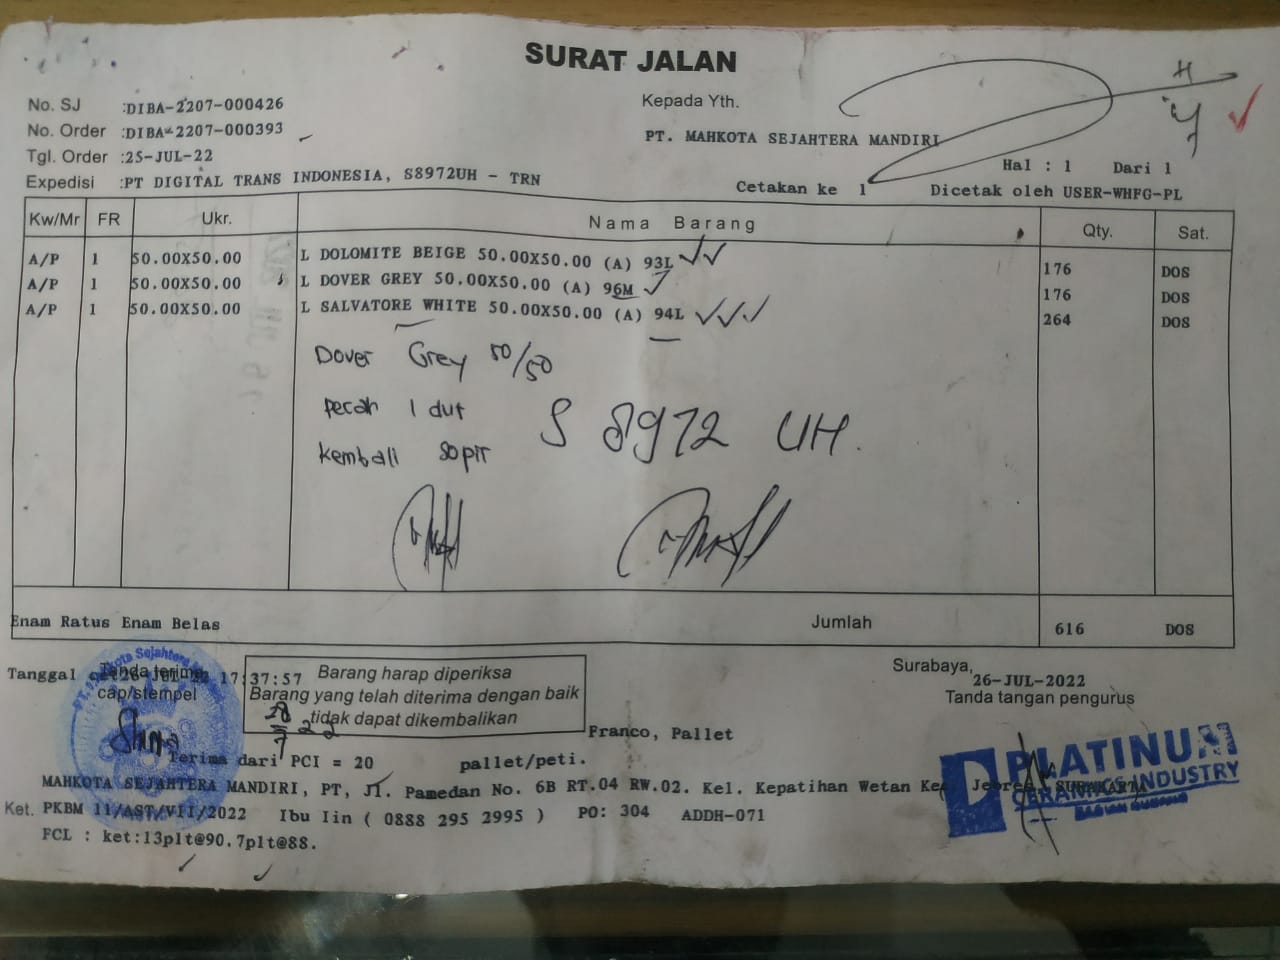 SURAT JALAN
No. SJ :DIBA-2207-000426
No. Order :DIBA-2207-000393
Tgl. Order :25-JUL-22
Expedisi :PT DIGITAL TRANS INDONESIA, S8972UH - TRN
Kepada Yth.
PT. MAHKOTA SEJAHTERA MANDIRI
Hal : 1 Dari 1
Cetakan ke 1 Dicetak oleh USER-WHFG-PL
Kw/Mr FR Ukr. Nama Barang Qty. Sat.
A/P 1 50.00X50.00 L DOLOMITE BEIGE 50.00X50.00 (A) 93L 176 DOS
A/P 1 50.00X50.00 L DOVER GREY 50.00X50.00 (A) 96M 176 DOS
A/P 1 50.00X50.00 L SALVATORE WHITE 50.00X50.00 (A) 94L 264 DOS
Dover Grey 50/50
pecah 1 dut
kembali sopir
S 8972 UH.
Enam Ratus Enam Belas Jumlah 616 DOS
Tanggal 17:37:57
Tanda terima
cap/stempel
Barang harap diperiksa
Barang yang telah diterima dengan baik
tidak dapat dikembalikan
28/7 22
Surabaya,
26-JUL-2022
Tanda tangan pengurus
Franco, Pallet
Terima dari PCI = 20 pallet/peti.
PLATINUM
CERAMICS INDUSTRY
MAHKOTA SEJAHTERA MANDIRI, PT, Jl. Pamedan No. 6B RT.04 RW.02. Kel. Kepatihan Wetan SURAKARTA
Ket. PKBM 11/AST/VII/2022 Ibu Iin ( 0888 295 2995 ) PO: 304 ADDH-071
FCL : ket:13plt@90.7plt@88.